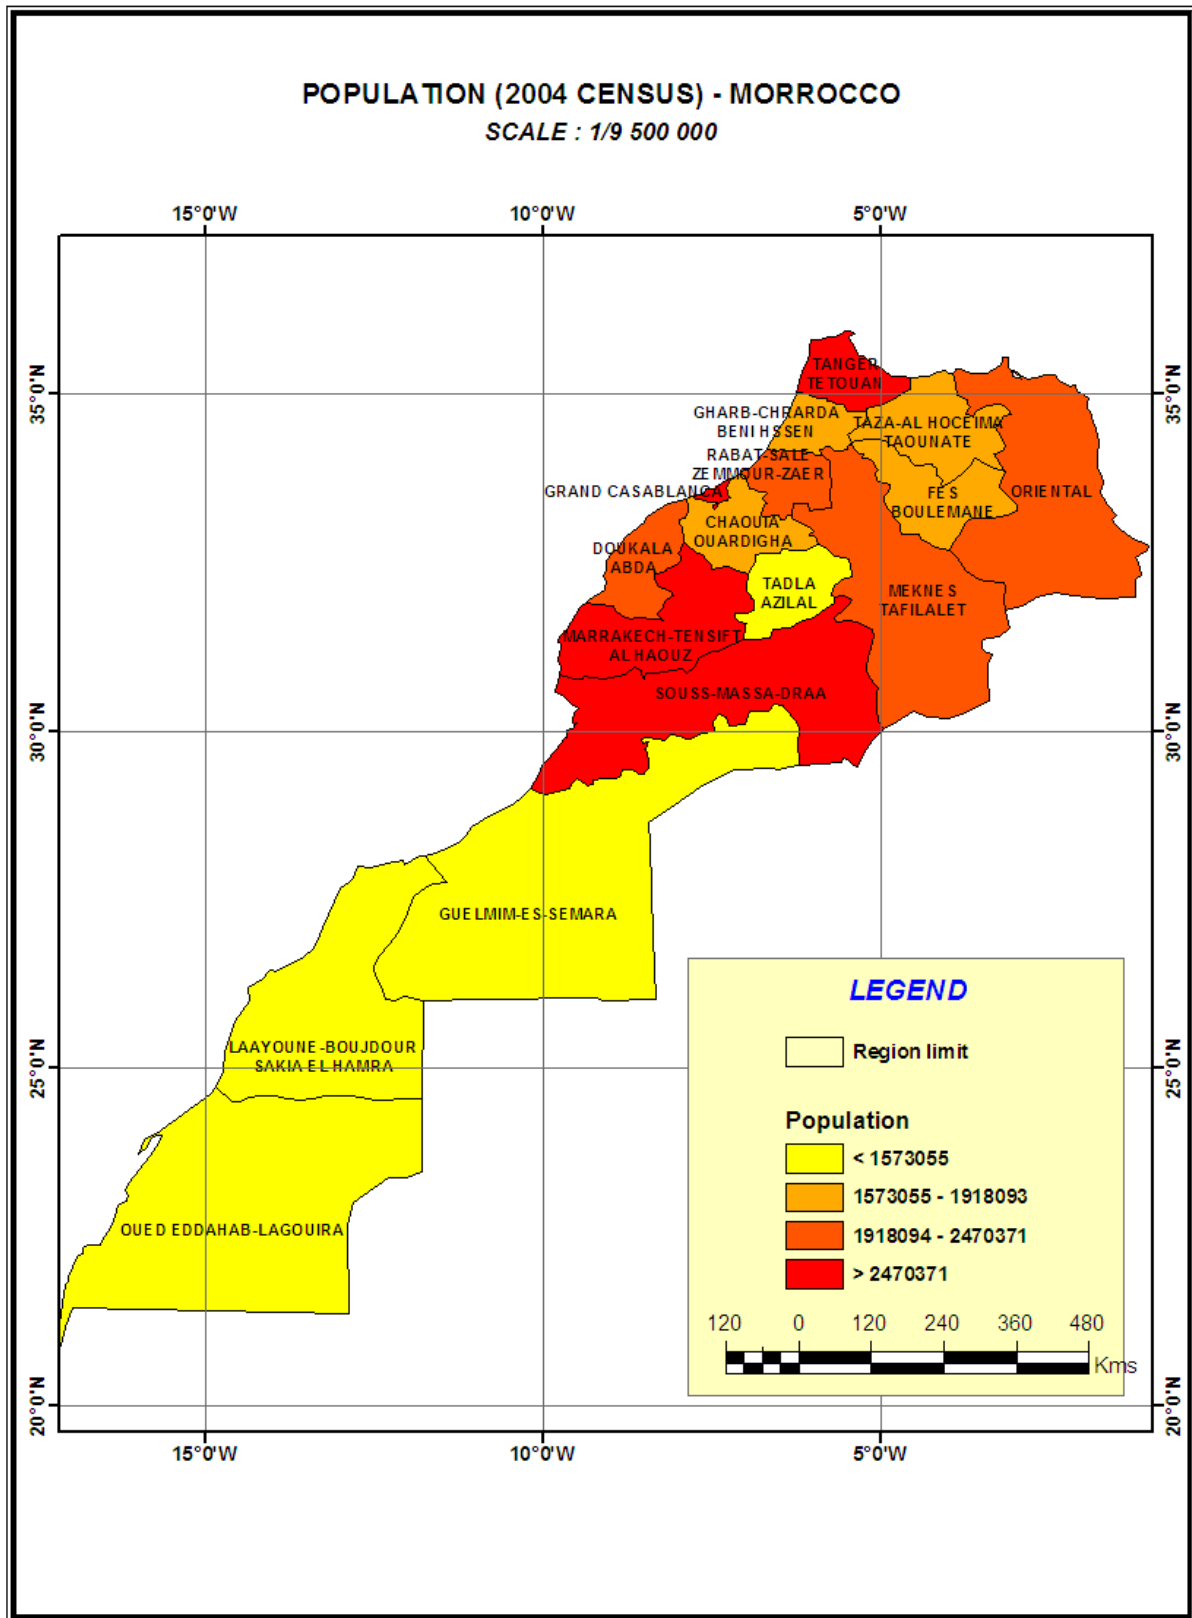 POPULATION (2004 CENSUS) - MORROCCO
SCALE : 1/9 500 000
15°0'W 10°0'W 5°0'W
35°0'N
35°0'N
30°0'N
30°0'N
25°0'N
25°0'N
20°0'N
20°0'N
TANGER
TETOUAN
GHARB-CHRARDA
BENI HSSEN
TAZA-AL HOCEIMA
TAOUNATE
RABAT-SALE
ZEMMOUR-ZAER
GRAND CASABLANCA
FES
BOULEMANE
ORIENTAL
CHAOUIA
OUARDIGHA
DOUKALA
ABDA
TADLA
AZILAL
MEKNES
TAFILALET
MARRAKECH-TENSIFT
AL HAOUZ
SOUSS-MASSA-DRAA
GUELMIM-ES-SEMARA
LAAYOUNE-BOUJDOUR
SAKIA EL HAMRA
OUED EDDAHAB-LAGOUIRA
LEGEND
Region limit
Population
< 1573055
1573055 - 1918093
1918094 - 2470371
> 2470371
120 0 120 240 360 480
Kms
15°0'W 10°0'W 5°0'W